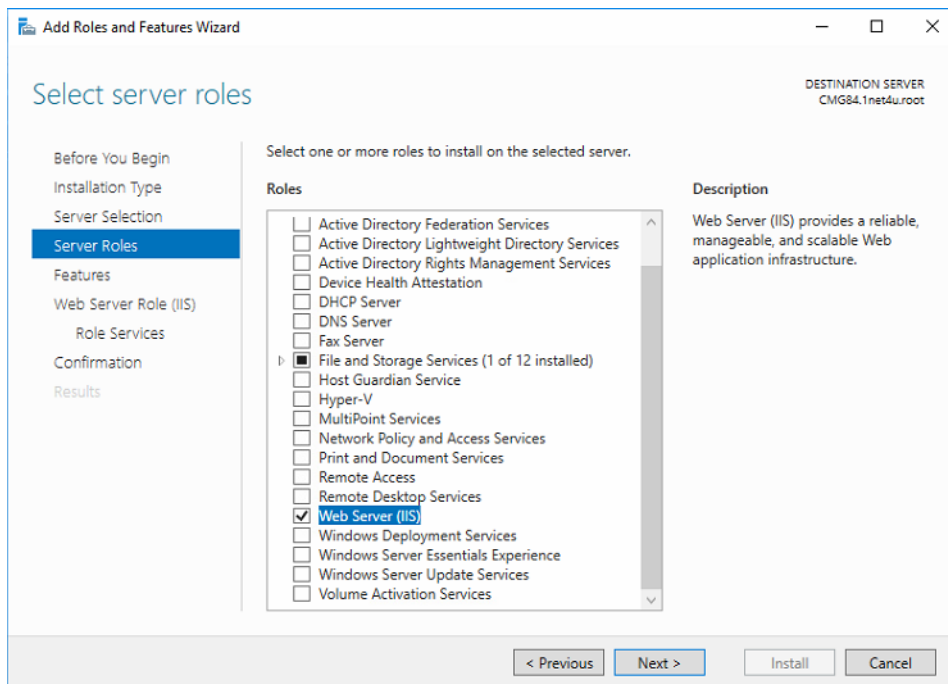 Add Roles and Features Wizard
Select server roles
DESTINATION SERVER
CMG84.1net4u.root
Before You Begin
Installation Type
Server Selection
Server Roles
Features
Web Server Role (IIS)
Role Services
Confirmation
Results
Select one or more roles to install on the selected server.
Roles
Active Directory Federation Services
Active Directory Lightweight Directory Services
Active Directory Rights Management Services
Device Health Attestation
DHCP Server
DNS Server
Fax Server
File and Storage Services (1 of 12 installed)
Host Guardian Service
Hyper-V
MultiPoint Services
Network Policy and Access Services
Print and Document Services
Remote Access
Remote Desktop Services
Web Server (IIS)
Windows Deployment Services
Windows Server Essentials Experience
Windows Server Update Services
Volume Activation Services
Description
Web Server (IIS) provides a reliable,
manageable, and scalable Web
application infrastructure.
< Previous
Next >
Install
Cancel